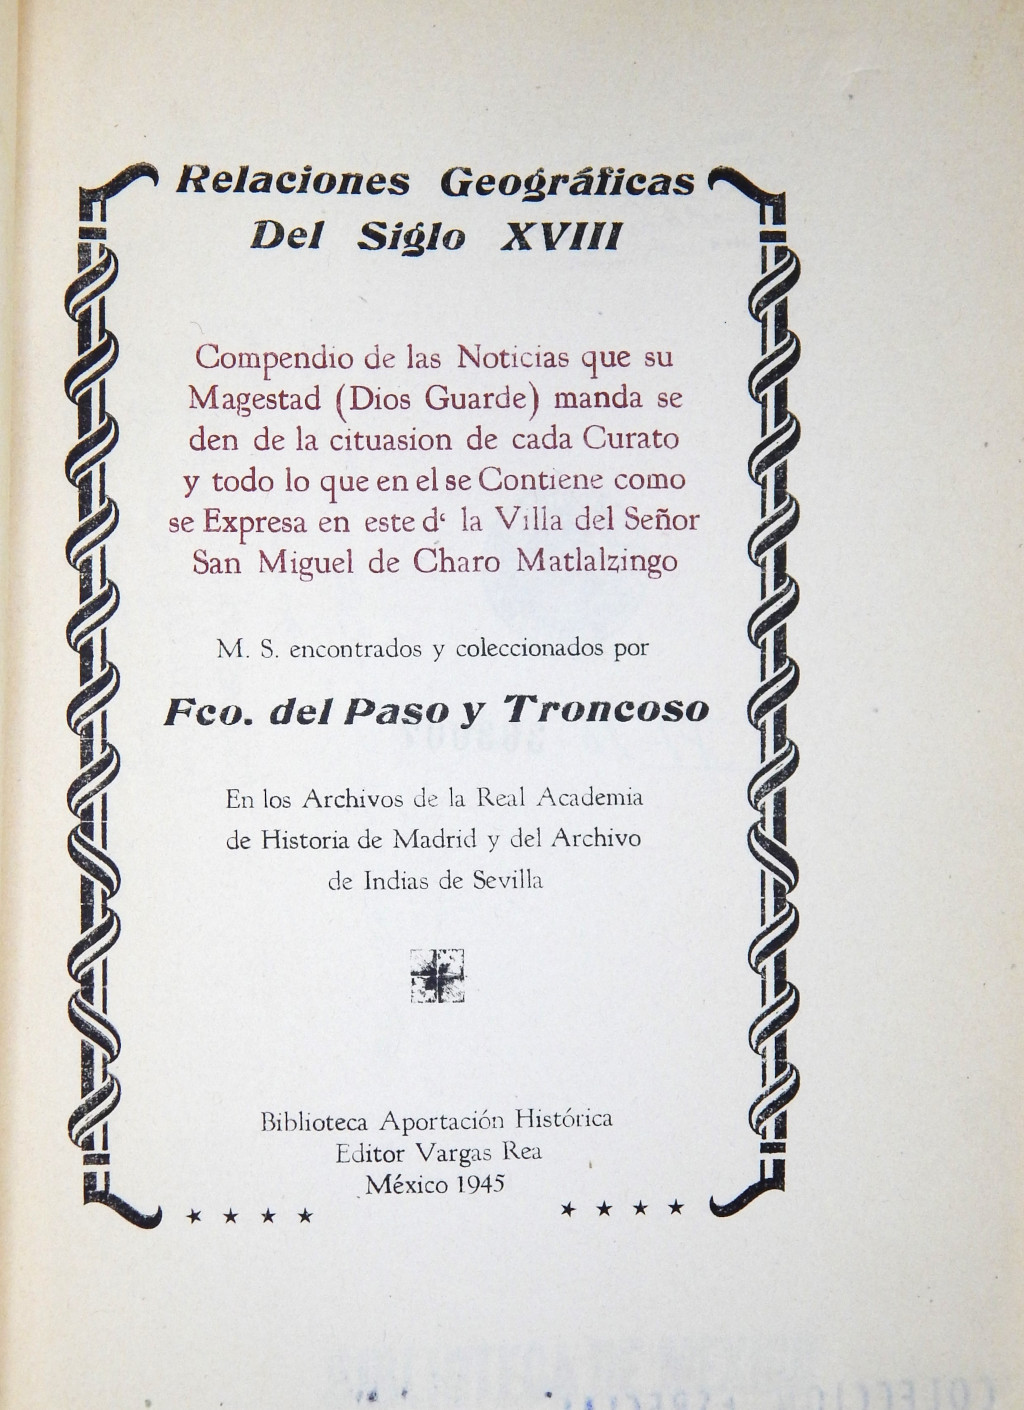 Relaciones Geográficas
Del Siglo XVIII
Compendio de las Noticias que su
Magestad (Dios Guarde) manda se
den de la cituasion de cada Curato
y todo lo que en el se Contiene como
se Expresa en este d‘ la Villa del Señor
San Miguel de Charo Matlalzingo
M. S. encontrados y coleccionados por
Fco. del Paso y Troncoso
En los Archivos de la Real Academia
de Historia de Madrid y del Archivo
de Indias de Sevilla
Biblioteca Aportación Histórica
Editor Vargas Rea
México 1945